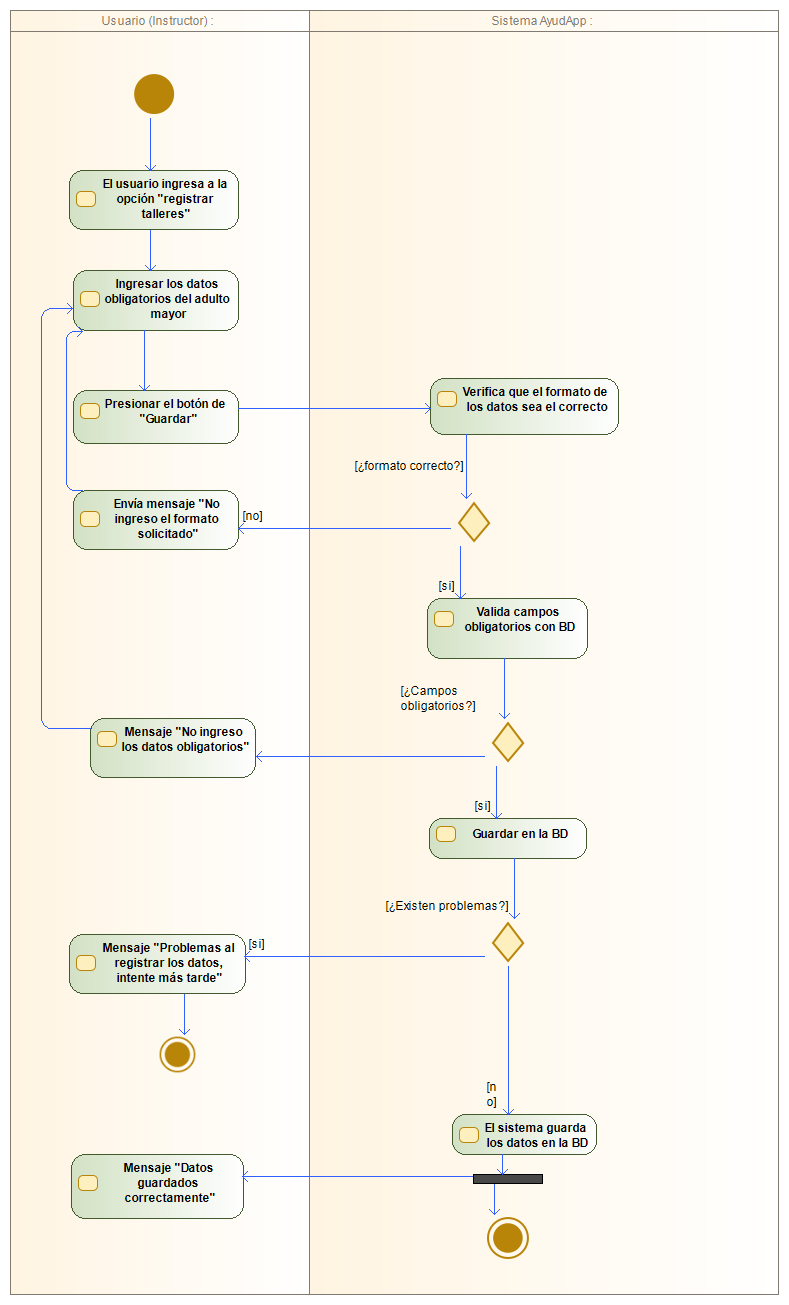 Usuario (Instructor) :
Sistema AyudApp :
El usuario ingresa a la
opción "registrar
talleres"
Ingresar los datos
obligatorios del adulto
mayor
Presionar el botón de
"Guardar"
Verifica que el formato de
los datos sea el correcto
[¿formato correcto?]
Envía mensaje "No
ingreso el formato
solicitado"
[no]
[si]
Valida campos
obligatorios con BD
[¿Campos
obligatorios?]
Mensaje "No ingreso
los datos obligatorios"
[si]
Guardar en la BD
[¿Existen problemas?]
Mensaje "Problemas al
registrar los datos,
intente más tarde"
[si]
[n
o]
El sistema guarda
los datos en la BD
Mensaje "Datos
guardados
correctamente"